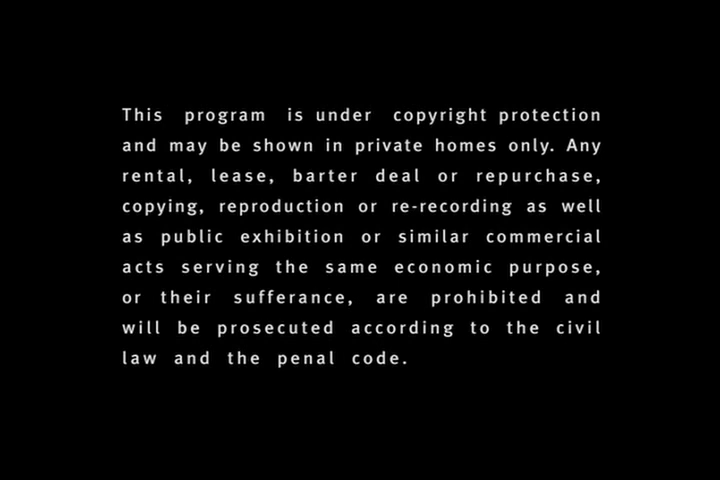 This program is under copyright protection
and may be shown in private homes only. Any
rental, lease, barter deal or repurchase,
copying, reproduction or re-recording as well
as public exhibition or similar commercial
acts serving the same economic purpose,
or their sufferance, are prohibited and
will be prosecuted according to the civil
law and the penal code.